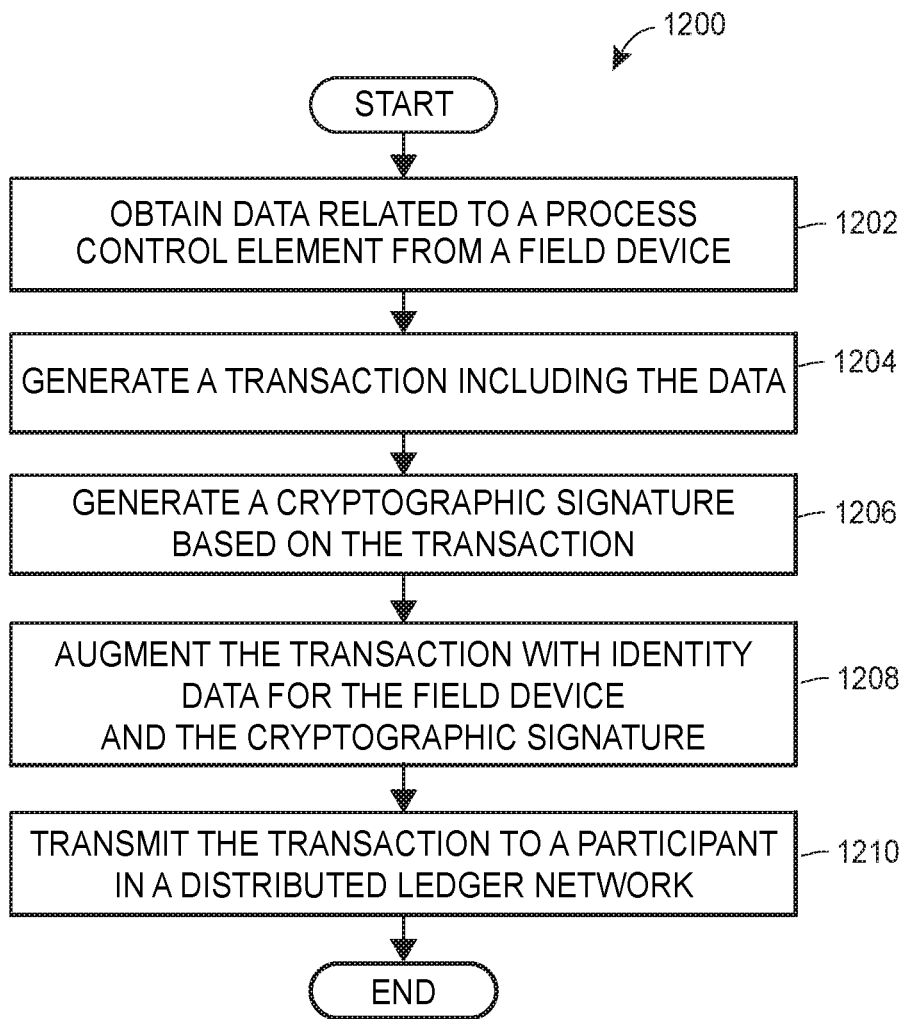 1200
START
OBTAIN DATA RELATED TO A PROCESS
CONTROL ELEMENT FROM A FIELD DEVICE
1202
GENERATE A TRANSACTION INCLUDING THE DATA
1204
GENERATE A CRYPTOGRAPHIC SIGNATURE
BASED ON THE TRANSACTION
1206
AUGMENT THE TRANSACTION WITH IDENTITY
DATA FOR THE FIELD DEVICE
AND THE CRYPTOGRAPHIC SIGNATURE
1208
TRANSMIT THE TRANSACTION TO A PARTICIPANT
IN A DISTRIBUTED LEDGER NETWORK
1210
END